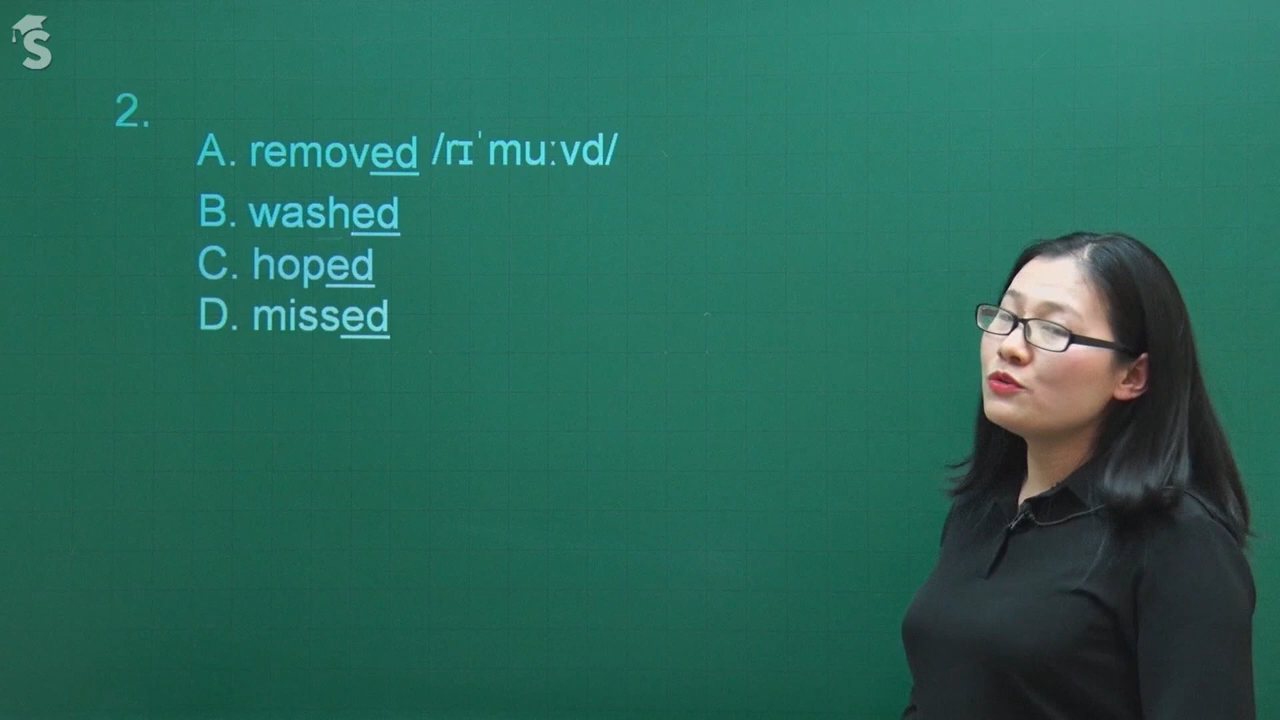 S
2.
A. removed /rɪˈmuːvd/
B. washed
C. hoped
D. missed